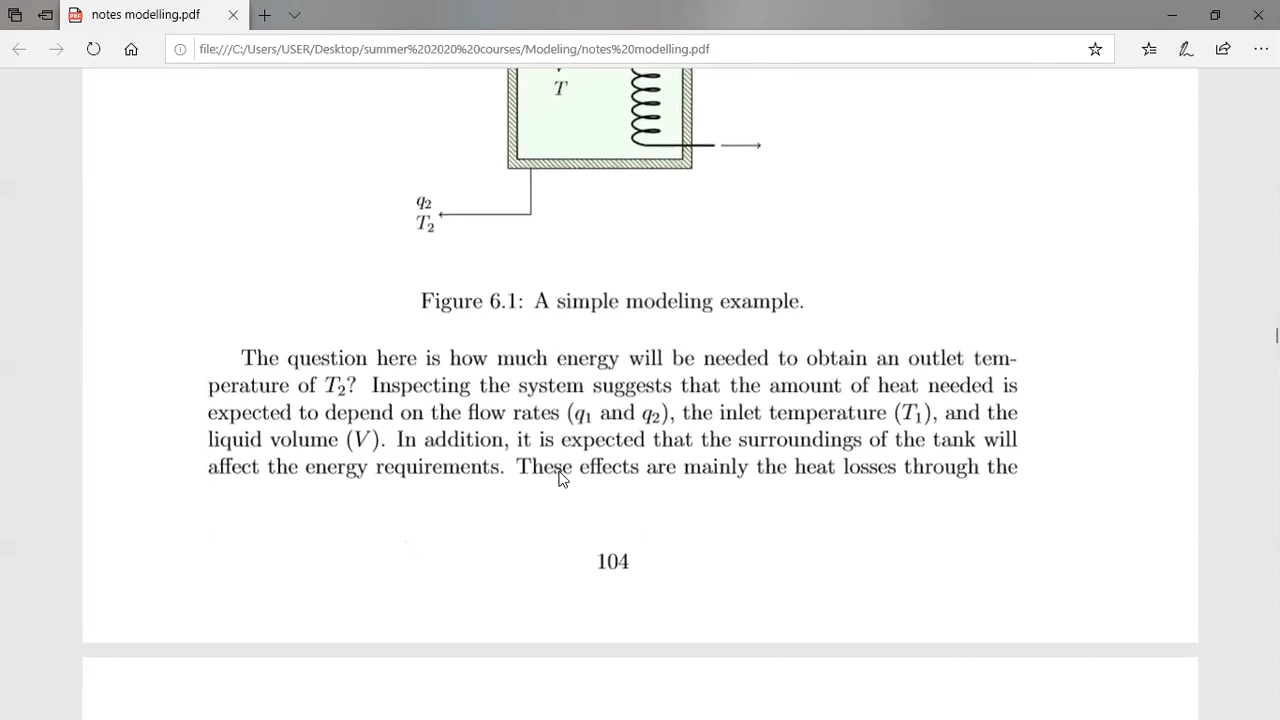 notes modelling.pdf
file:///C:/Users/USER/Desktop/summer%202020%20courses/Modeling/notes%20modelling.pdf
T
q2
T2
Figure 6.1: A simple modeling example.
The question here is how much energy will be needed to obtain an outlet tem-
perature of T2? Inspecting the system suggests that the amount of heat needed is
expected to depend on the flow rates (q1 and q2), the inlet temperature (T1), and the
liquid volume (V). In addition, it is expected that the surroundings of the tank will
affect the energy requirements. These effects are mainly the heat losses through the
104